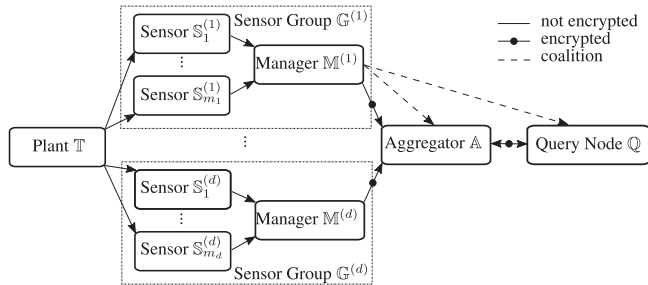 Sensor Group 𝔾^(1)
Sensor 𝕊_1^(1)
⋮
Sensor 𝕊_{m_1}^(1)
Manager 𝕄^(1)
not encrypted
encrypted
coalition
Plant 𝕋
⋮
Aggregator 𝔸
Query Node ℚ
Sensor 𝕊_1^(d)
⋮
Sensor 𝕊_{m_d}^(d)
Manager 𝕄^(d)
Sensor Group 𝔾^(d)